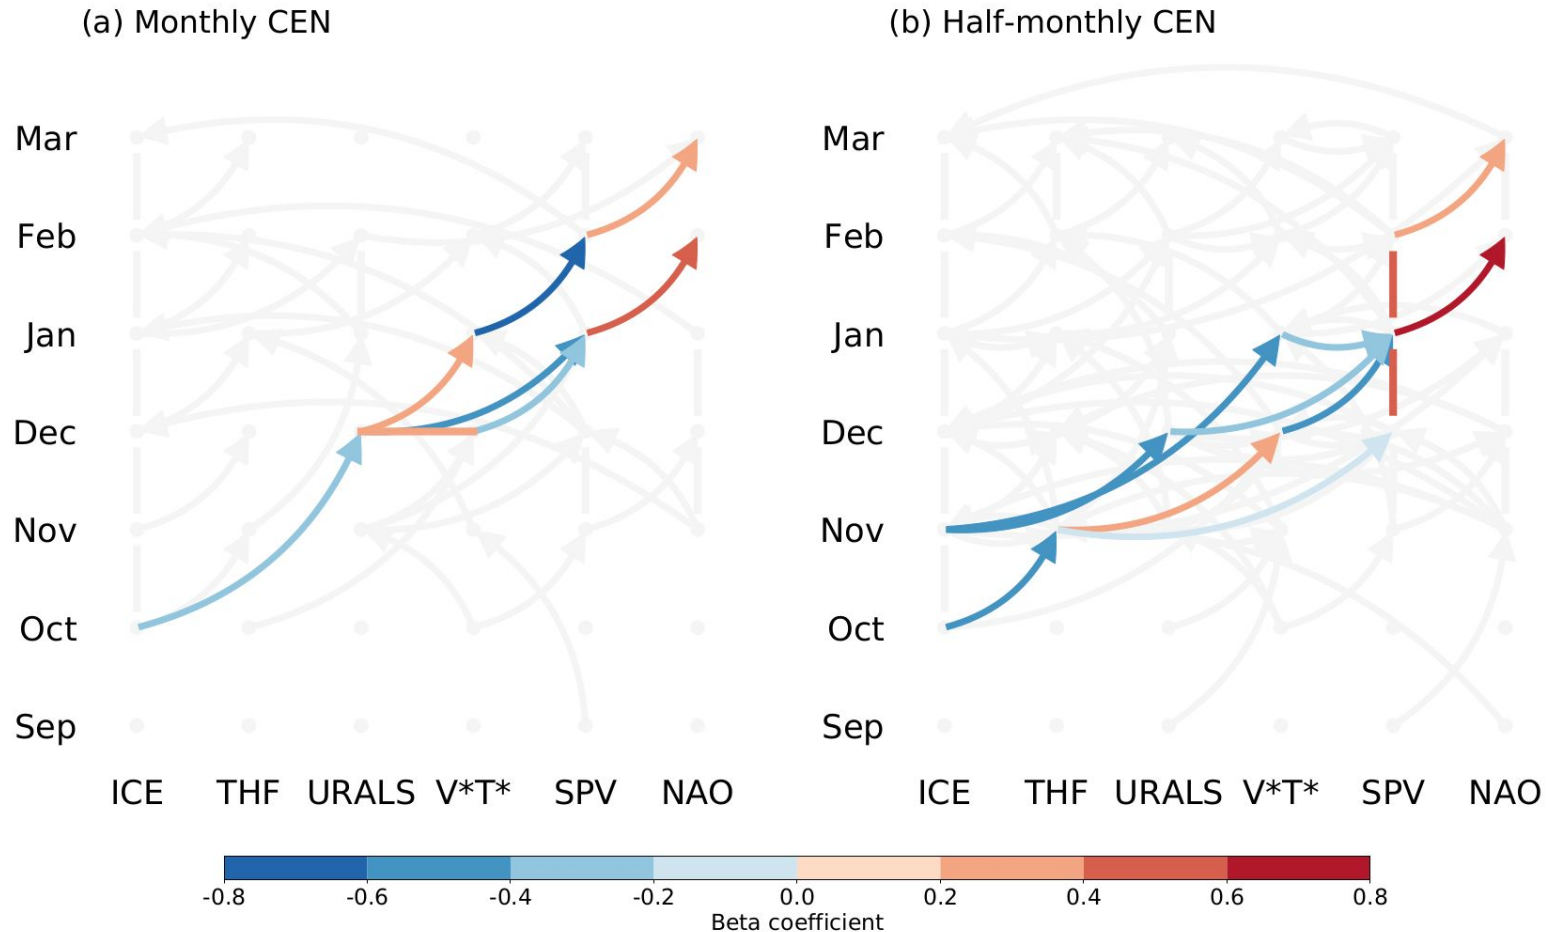 (a) Monthly CEN
(b) Half-monthly CEN
Mar
Feb
Jan
Dec
Nov
Oct
Sep
ICE THF URALS V*T* SPV NAO
Mar
Feb
Jan
Dec
Nov
Oct
Sep
ICE THF URALS V*T* SPV NAO
-0.8 -0.6 -0.4 -0.2 0.0 0.2 0.4 0.6 0.8
Beta coefficient